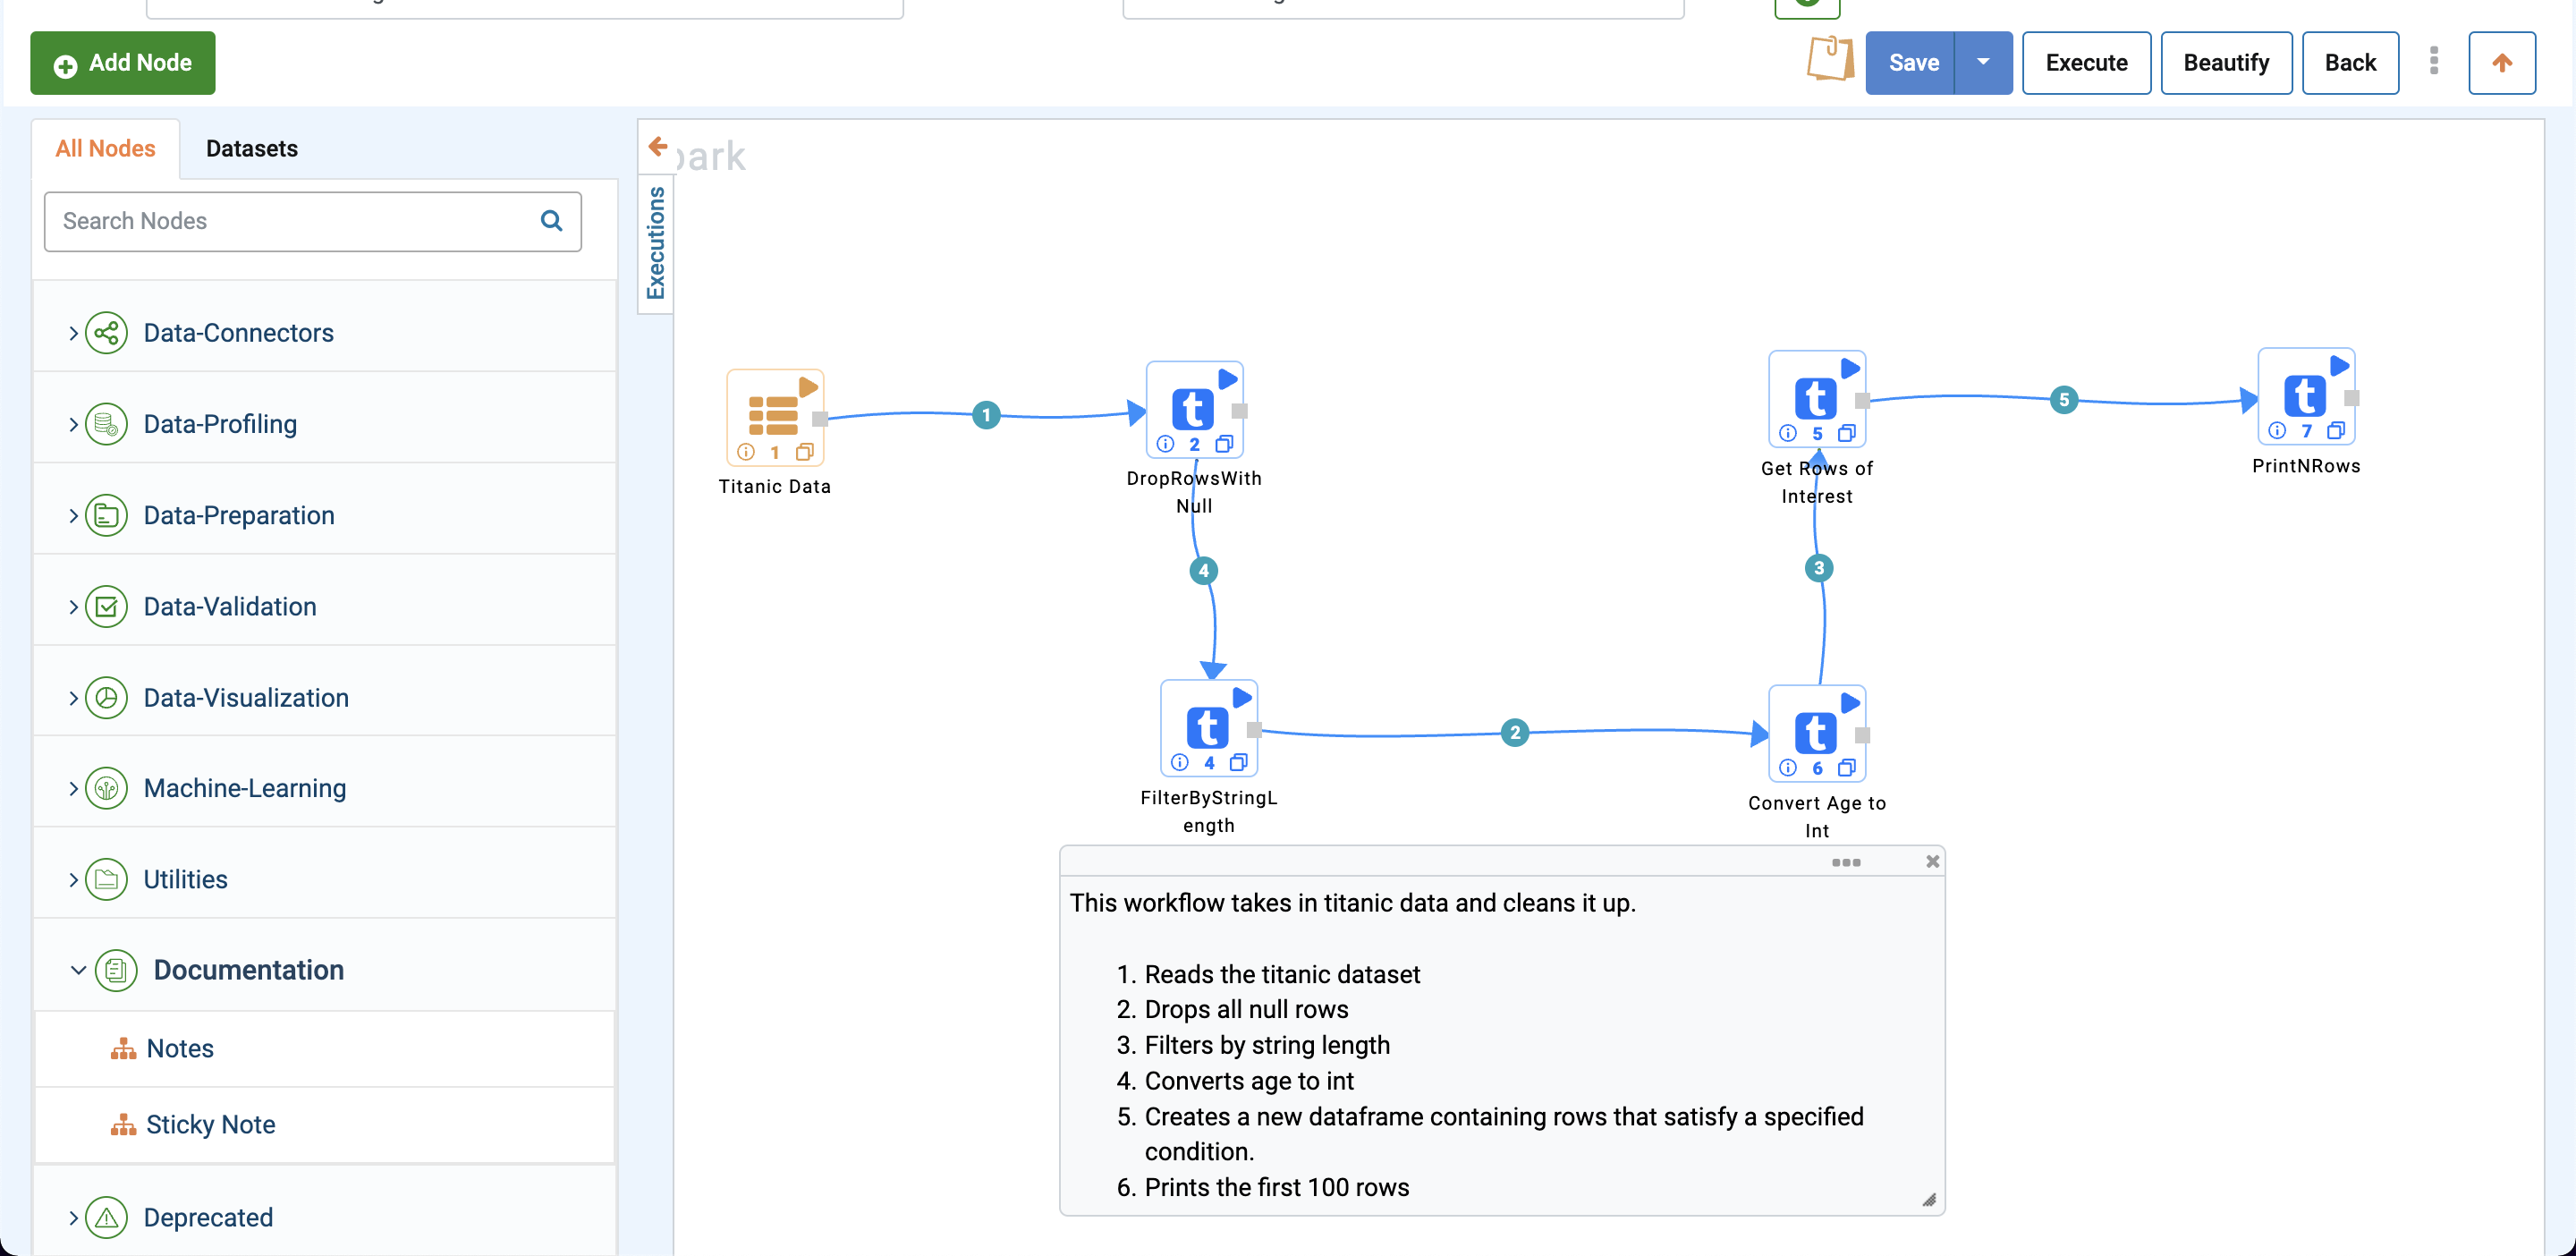 Add Node
Save
Execute
Beautify
Back
All Nodes
Datasets
Search Nodes
Data-Connectors
Data-Profiling
Data-Preparation
Data-Validation
Data-Visualization
Machine-Learning
Utilities
Documentation
Notes
Sticky Note
Deprecated
Executions
park
1
Titanic Data
1
2
DropRowsWith
Null
4
4
FilterByStringL
ength
2
6
Convert Age to
Int
3
5
Get Rows of
Interest
5
7
PrintNRows
This workflow takes in titanic data and cleans it up.
1. Reads the titanic dataset
2. Drops all null rows
3. Filters by string length
4. Converts age to int
5. Creates a new dataframe containing rows that satisfy a specified
condition.
6. Prints the first 100 rows